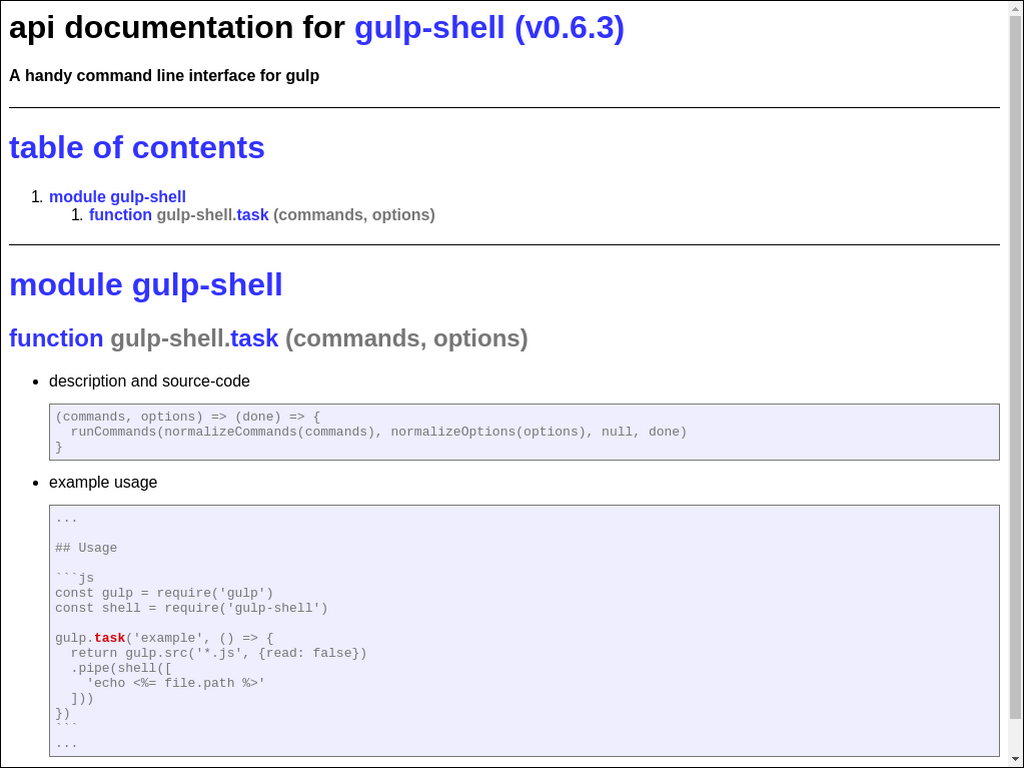 api documentation for gulp-shell (v0.6.3)
A handy command line interface for gulp
table of contents
1. module gulp-shell
1. function gulp-shell.task (commands, options)
module gulp-shell
function gulp-shell.task (commands, options)
• description and source-code
(commands, options) => (done) => {
  runCommands(normalizeCommands(commands), normalizeOptions(options), null, done)
}
• example usage
...
## Usage
```js
const gulp = require('gulp')
const shell = require('gulp-shell')
gulp.task('example', () => {
  return gulp.src('*.js', {read: false})
  .pipe(shell([
    'echo <%= file.path %>'
  ]))
})
```
...